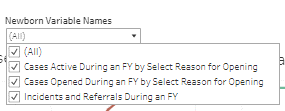 Newborn Variable Names
(All)
(All)
Cases Active During an FY by Select Reason for Opening
Cases Opened During an FY by Select Reason for Opening
Incidents and Referrals During an FY